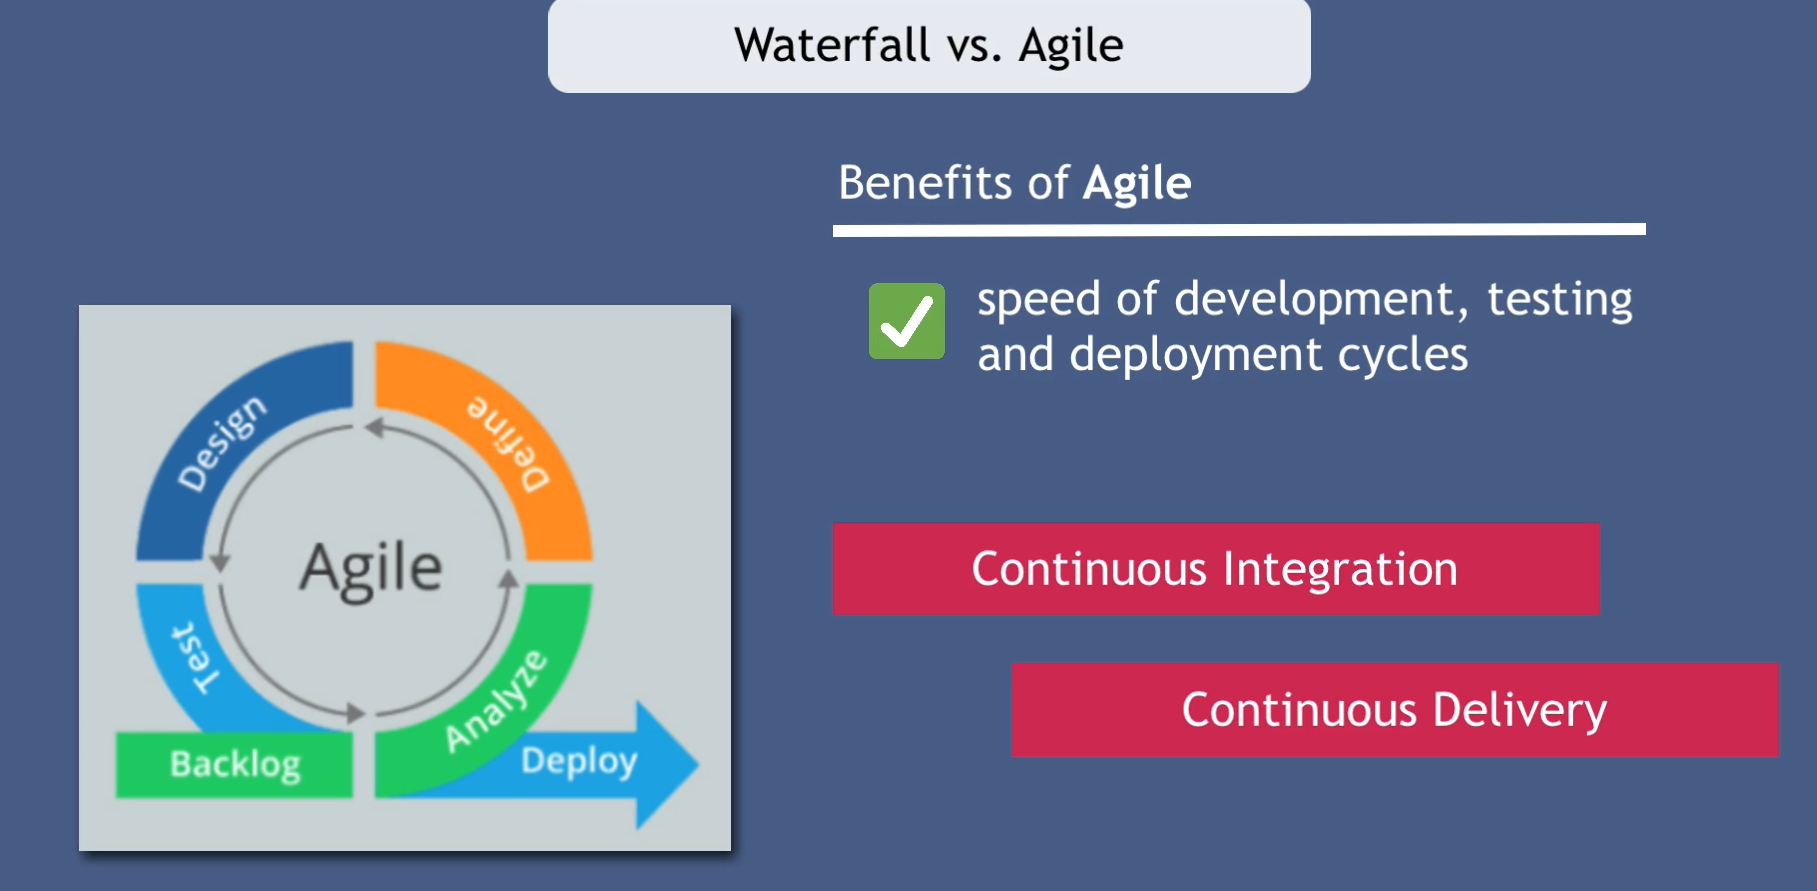 Waterfall vs. Agile
Benefits of Agile
speed of development, testing
and deployment cycles
Design
Define
Agile
Test
Analyze
Backlog
Deploy
Continuous Integration
Continuous Delivery